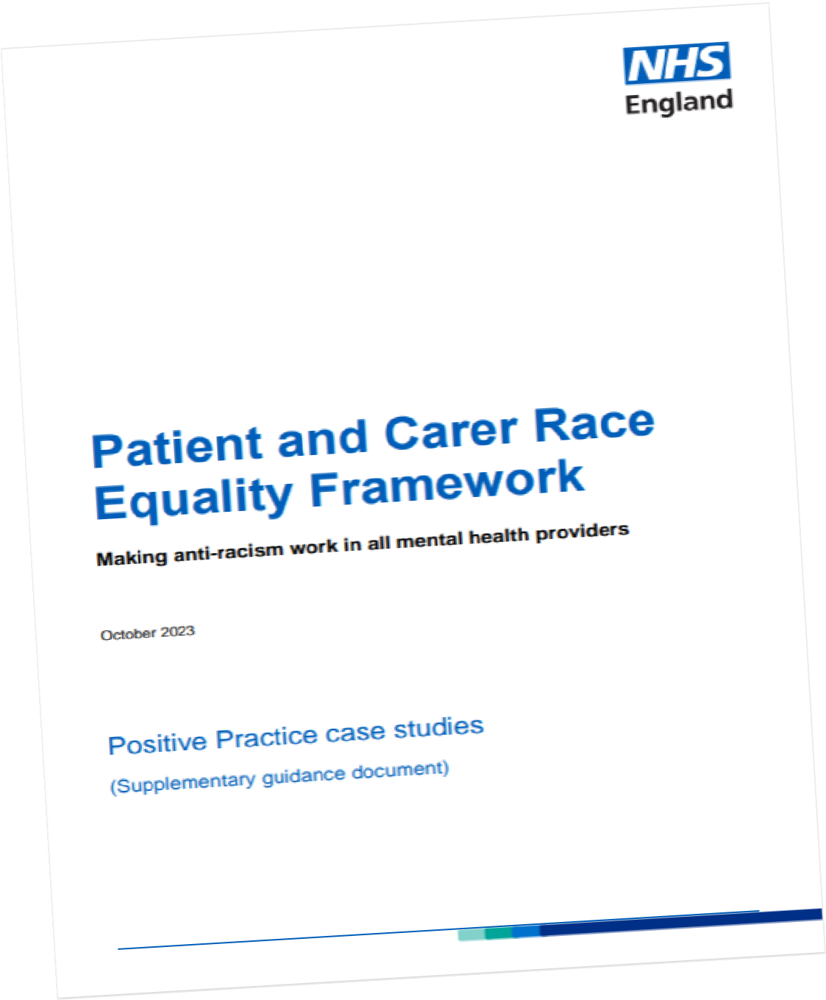 NHS
England
Patient and Carer Race
Equality Framework
Making anti-racism work in all mental health providers
October 2023
Positive Practice case studies
(Supplementary guidance document)